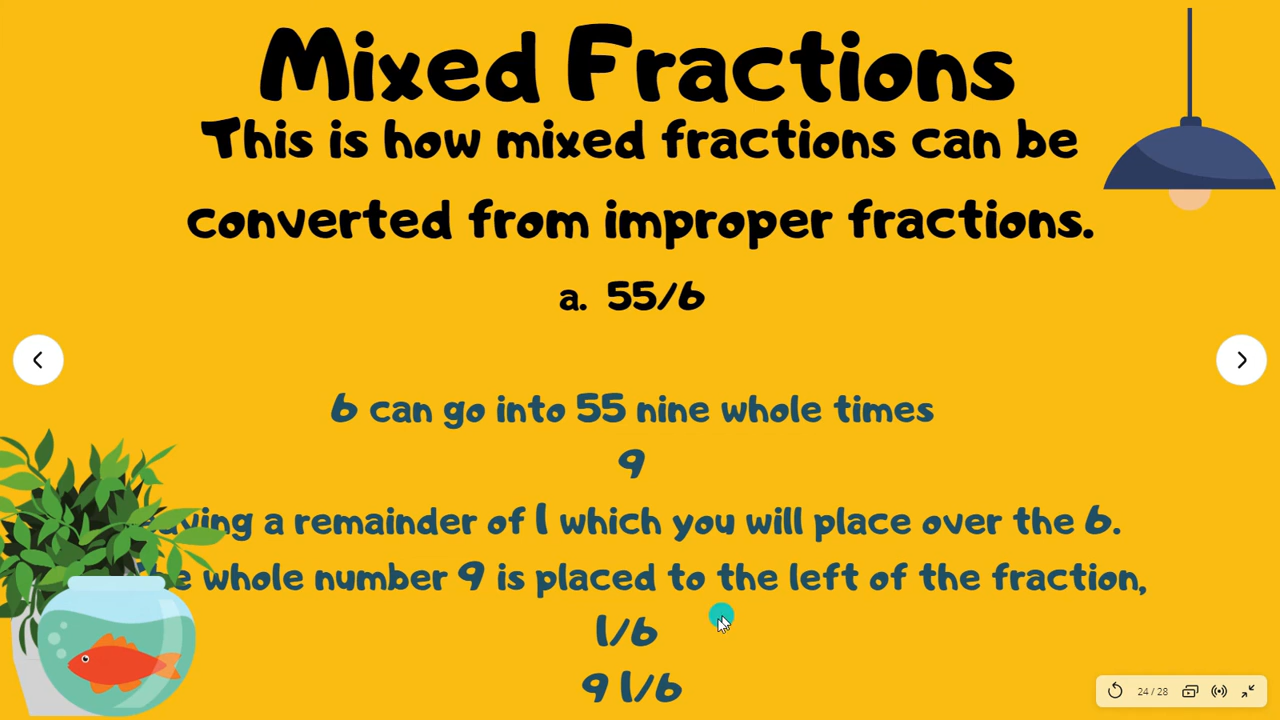 Mixed Fractions
This is how mixed fractions can be
converted from improper fractions.
a. 55/6
6 can go into 55 nine whole times
9
a remainder of 1 which you will place over the 6.
whole number 9 is placed to the left of the fraction,
1/6
9 1/6
24 / 28